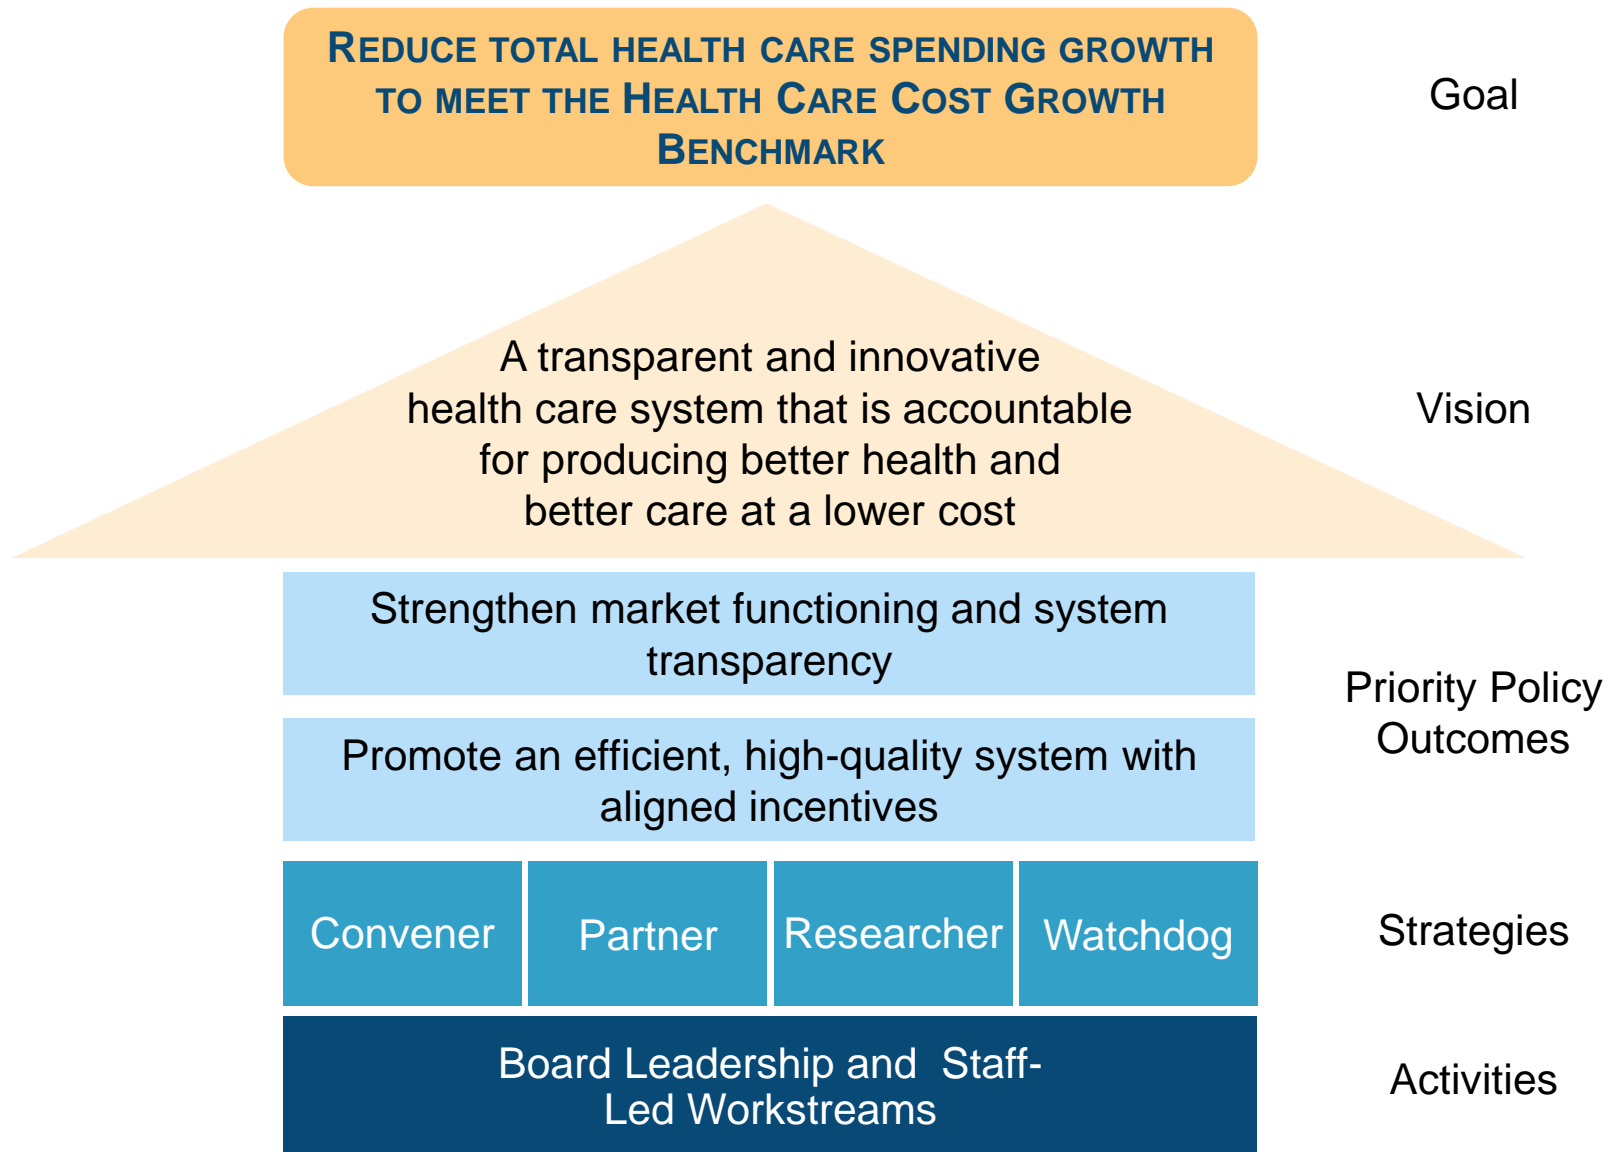 REDUCE TOTAL HEALTH CARE SPENDING GROWTH
TO MEET THE HEALTH CARE COST GROWTH
BENCHMARK
Goal
A transparent and innovative
health care system that is accountable
for producing better health and
better care at a lower cost
Vision
Strengthen market functioning and system
transparency
Promote an efficient, high-quality system with
aligned incentives
Priority Policy
Outcomes
Convener
Partner
Researcher
Watchdog
Strategies
Board Leadership and  Staff-
Led Workstreams
Activities